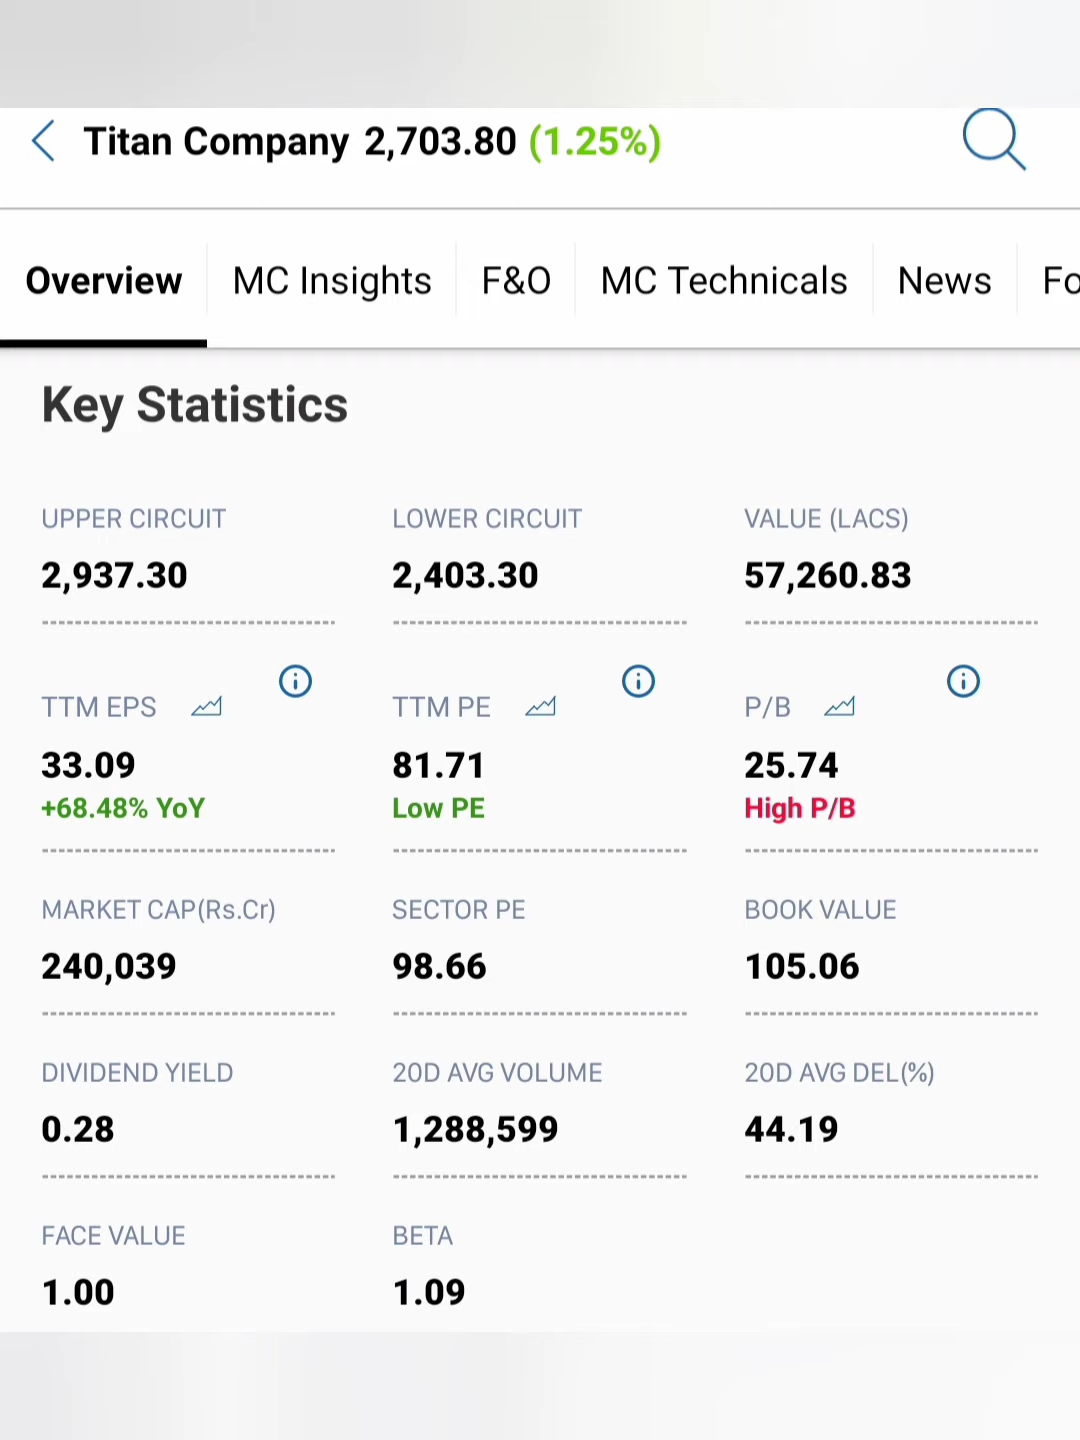 Titan Company 2,703.80 (1.25%)
Overview MC Insights F&O MC Technicals News Fo
Key Statistics
UPPER CIRCUIT LOWER CIRCUIT VALUE (LACS)
2,937.30 2,403.30 57,260.83
TTM EPS TTM PE P/B
33.09 81.71 25.74
+68.48% YoY Low PE High P/B
MARKET CAP(Rs.Cr) SECTOR PE BOOK VALUE
240,039 98.66 105.06
DIVIDEND YIELD 20D AVG VOLUME 20D AVG DEL(%)
0.28 1,288,599 44.19
FACE VALUE BETA
1.00 1.09